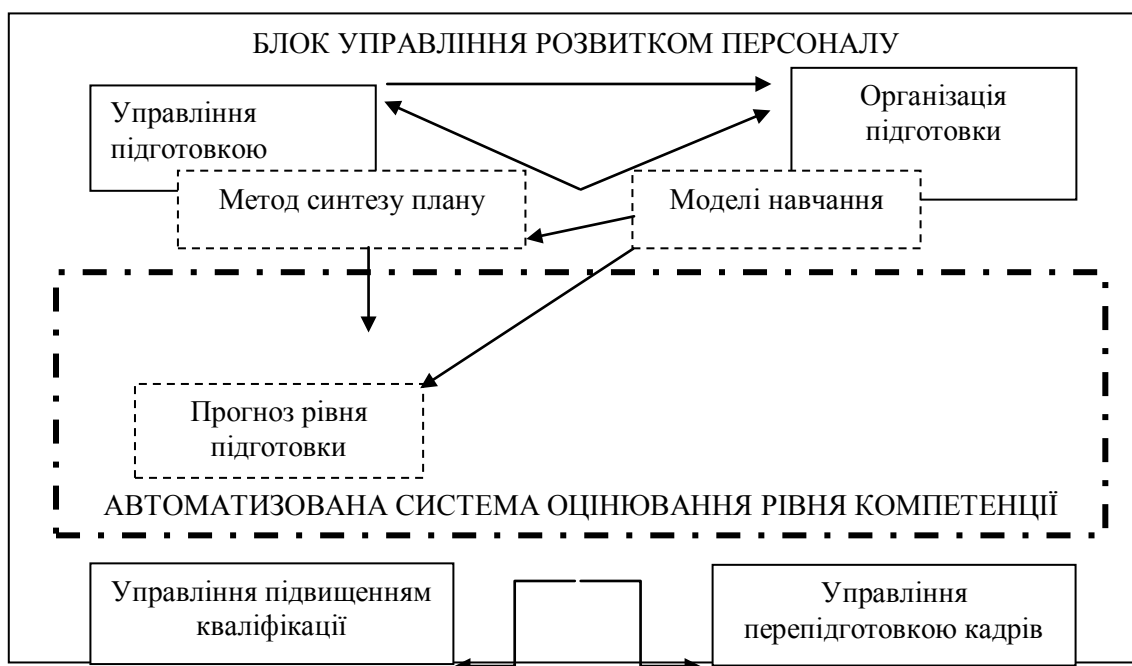 БЛОК УПРАВЛІННЯ РОЗВИТКОМ ПЕРСОНАЛУ
Управління
підготовкою
Організація
підготовки
Метод синтезу плану
Моделі навчання
Прогноз рівня
підготовки
АВТОМАТИЗОВАНА СИСТЕМА ОЦІНЮВАННЯ РІВНЯ КОМПЕТЕНЦІЇ
Управління підвищенням
кваліфікації
Управління
перепідготовкою кадрів